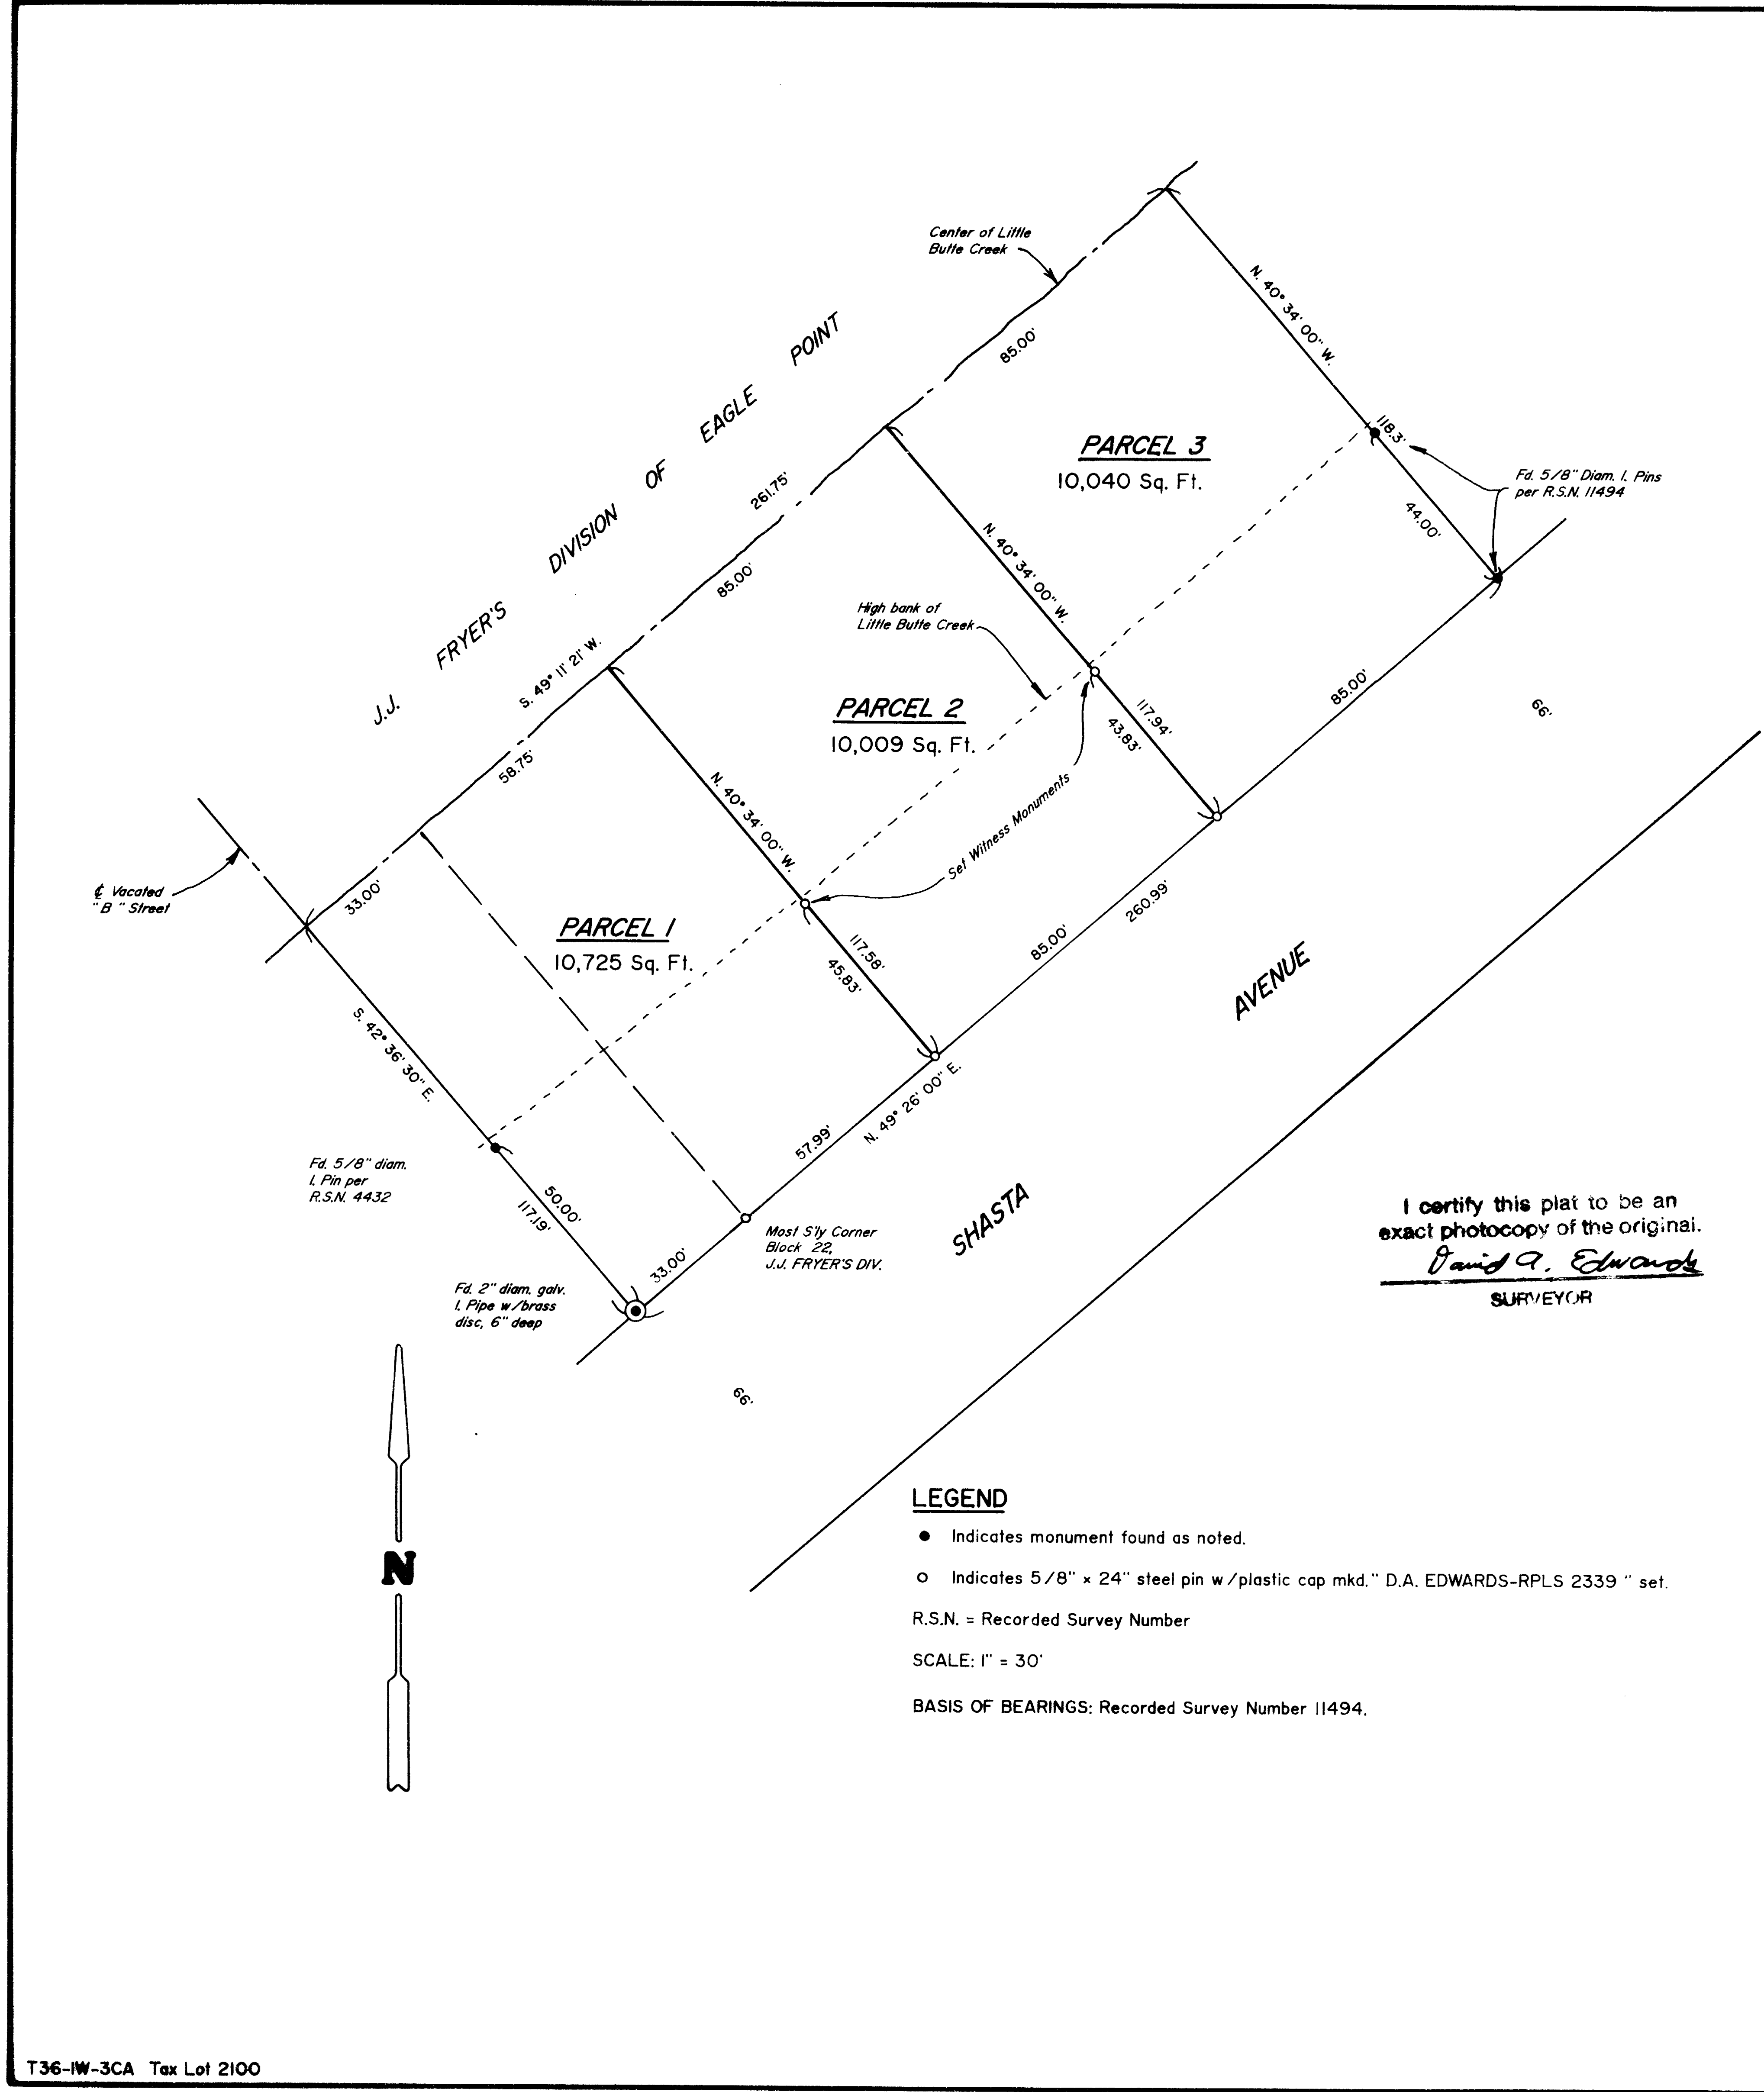 Center of Little
Butte Creek
N. 40° 34' 00" W.
85.00'
J.J. FRYER'S DIVISION OF EAGLE POINT
118.3'
PARCEL 3
10,040 Sq. Ft.
Fd. 5/8" Diam. I. Pins
per R.S.N. 11494
44.00'
261.75'
85.00'
N. 40° 34' 00" W.
High bank of
Little Butte Creek
S. 49° 11' 21" W.
58.75'
PARCEL 2
10,009 Sq. Ft.
117.94'
43.83'
85.00'
66'
N. 40° 34' 00" W.
Set Witness Monuments
℄ Vacated
"B" Street
33.00'
PARCEL 1
10,725 Sq. Ft.
117.58'
45.83'
85.00'
260.99'
S. 42° 36' 30" E.
57.99'
N. 49° 26' 00" E.
SHASTA AVENUE
Fd. 5/8" diam.
I. Pin per
R.S.N. 4432
50.00'
117.19'
Most S'ly Corner
Block 22,
J.J. FRYER'S DIV.
33.00'
Fd. 2" diam. galv.
I. Pipe w/brass
disc, 6" deep
66'
I certify this plat to be an
exact photocopy of the original.
David A. Edwards
SURVEYOR
N
LEGEND
● Indicates monument found as noted.
○ Indicates 5/8" × 24" steel pin w/plastic cap mkd." D.A. EDWARDS-RPLS 2339 " set.
R.S.N. = Recorded Survey Number
SCALE: 1" = 30'
BASIS OF BEARINGS: Recorded Survey Number 11494.
T36-1W-3CA Tax Lot 2100